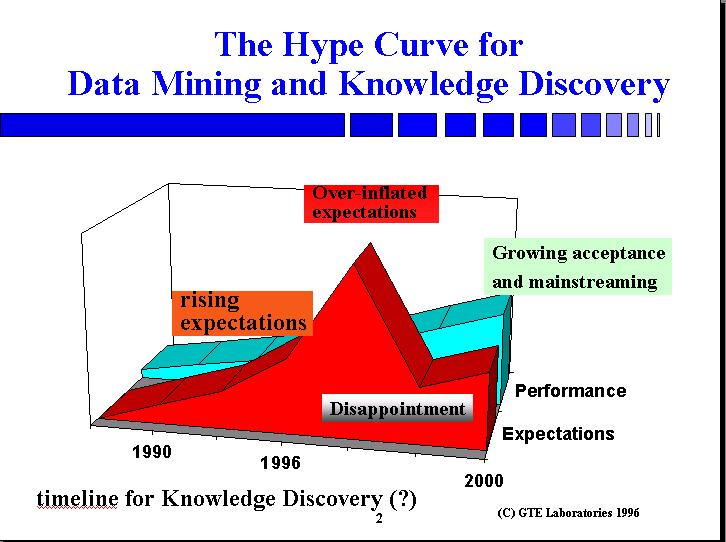 The Hype Curve for
Data Mining and Knowledge Discovery
Over-inflated
expectations
Growing acceptance
and mainstreaming
rising
expectations
Disappointment
Performance
Expectations
1990
1996
2000
timeline for Knowledge Discovery (?)
2
(C) GTE Laboratories 1996